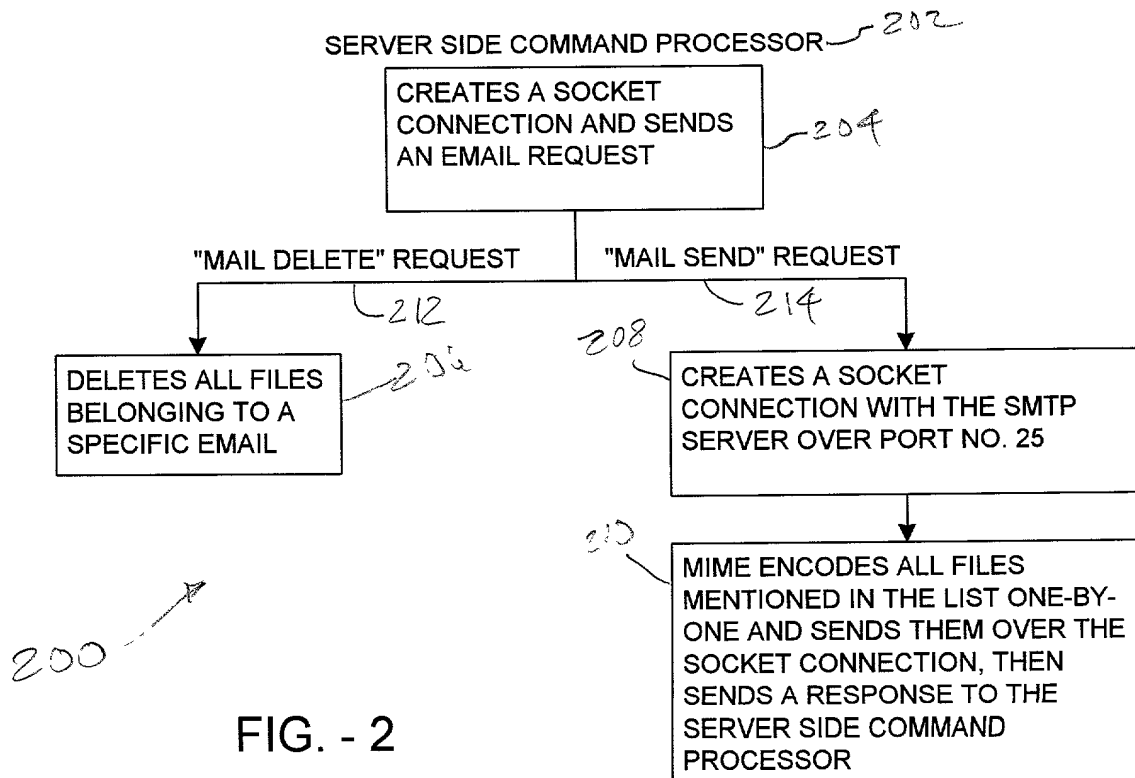 SERVER SIDE COMMAND PROCESSOR 202
CREATES A SOCKET
CONNECTION AND SENDS
AN EMAIL REQUEST
204
"MAIL DELETE" REQUEST
"MAIL SEND" REQUEST
212
214
208
DELETES ALL FILES
BELONGING TO A
SPECIFIC EMAIL
CREATES A SOCKET
CONNECTION WITH THE SMTP
SERVER OVER PORT NO. 25
210
MIME ENCODES ALL FILES
MENTIONED IN THE LIST ONE-BY-
ONE AND SENDS THEM OVER THE
SOCKET CONNECTION, THEN
SENDS A RESPONSE TO THE
SERVER SIDE COMMAND
PROCESSOR
200
FIG. - 2